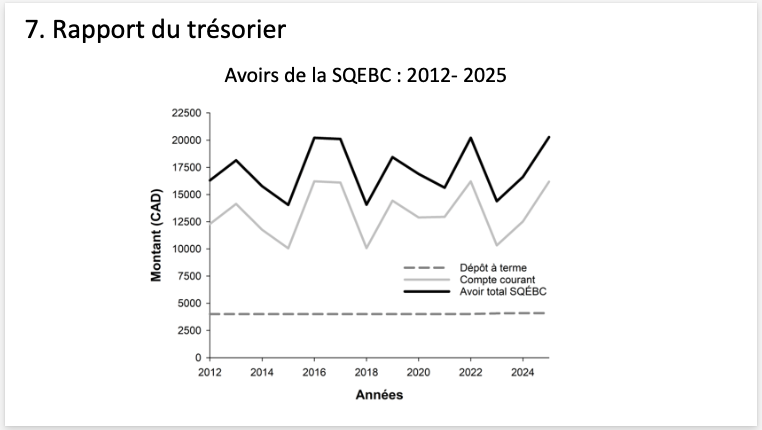 7. Rapport du trésorier
Avoirs de la SQEBC : 2012- 2025
22500
20000
17500
15000
12500
10000
7500
5000
2500
0
Montant (CAD)
Dépôt à terme
Compte courant
Avoir total SQÉBC
2012 2014 2016 2018 2020 2022 2024
Années